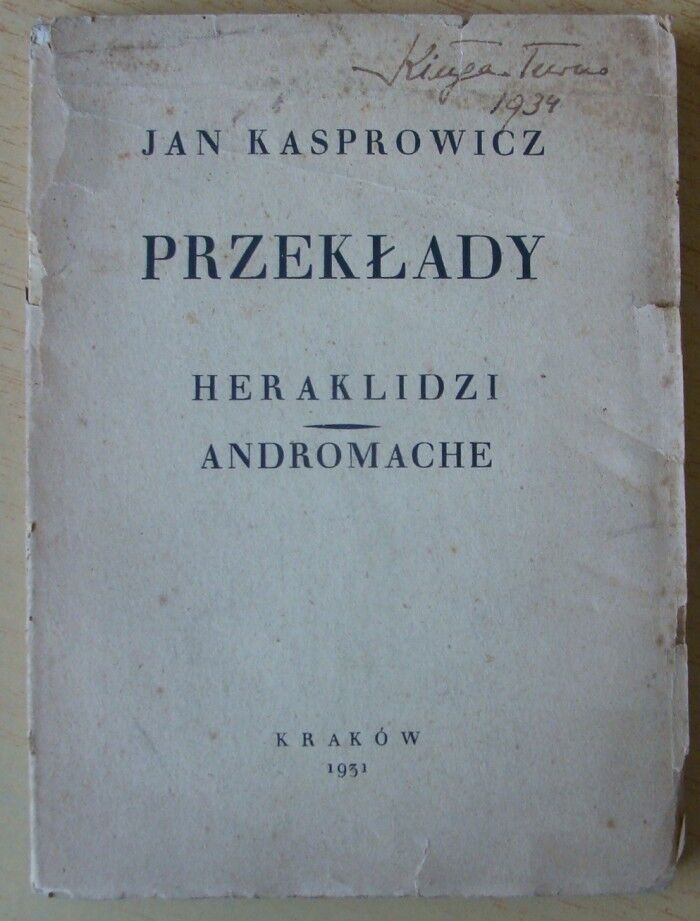 1934
JAN KASPROWICZ
PRZEKŁADY
HERAKLIDZI
ANDROMACHE
KRAKÓW
1931